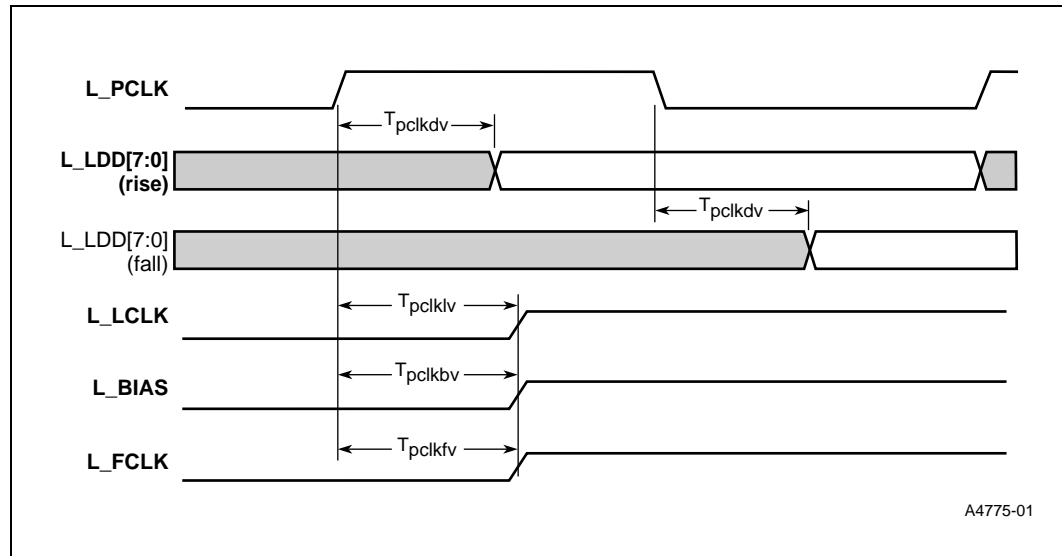 L_PCLK
Tpclkdv
L_LDD[7:0]
(rise)
Tpclkdv
L_LDD[7:0]
(fall)
Tpclklv
L_LCLK
Tpclkbv
L_BIAS
Tpclkfv
L_FCLK
A4775-01